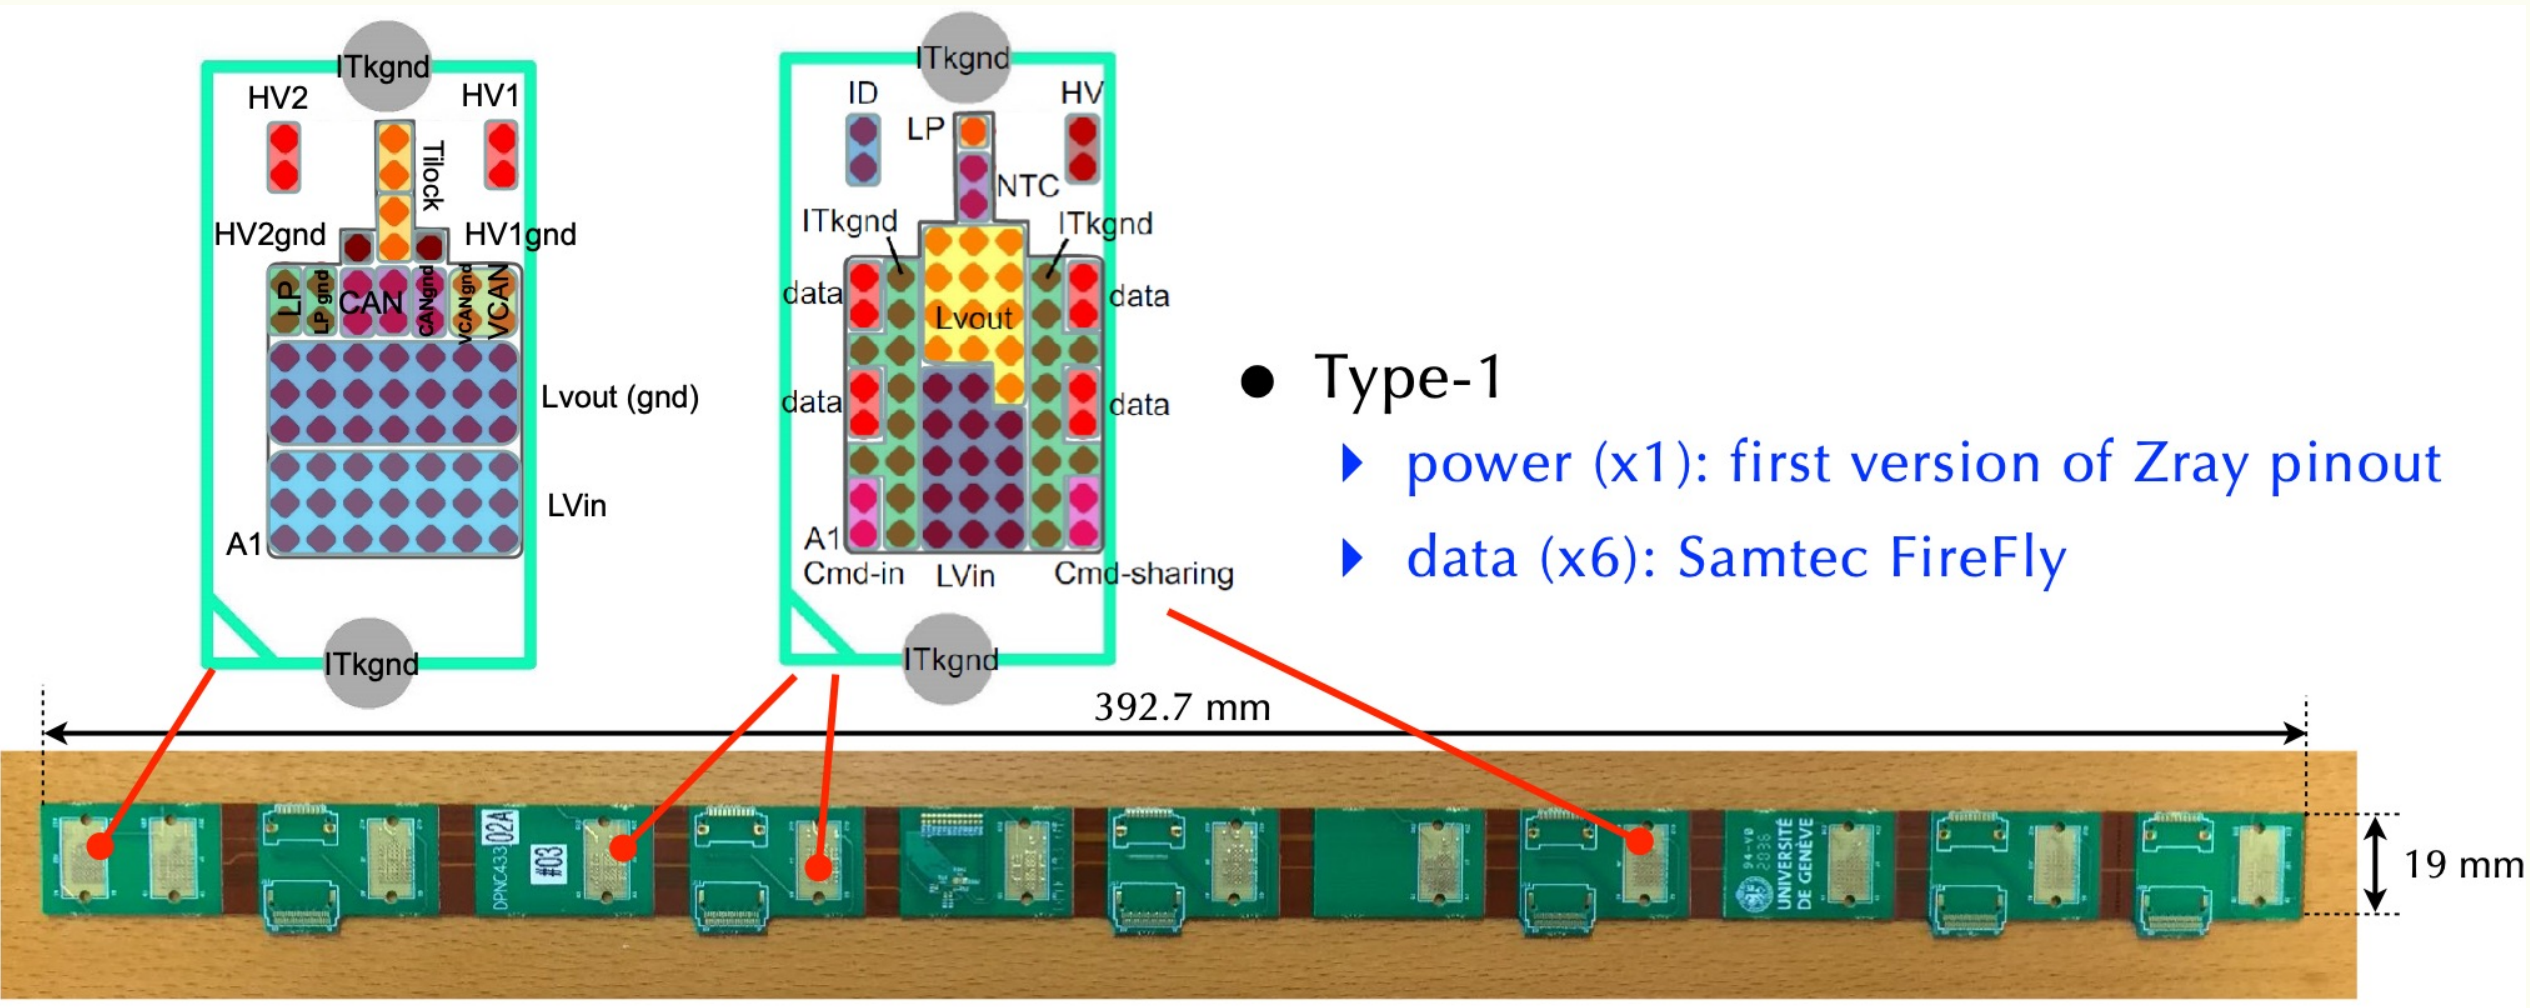 ITkgnd
HV2
HV1
Tilock
HV2gnd
HV1gnd
LP
LPgnd
CAN
CANgnd
VCANgnd
VCAN
Lvout (gnd)
LVin
A1
ITkgnd
ITkgnd
ID
HV
LP
NTC
ITkgnd
ITkgnd
data
data
Lvout
data
data
A1
Cmd-in
LVin
Cmd-sharing
ITkgnd
● Type-1
power (x1): first version of Zray pinout
data (x6): Samtec FireFly
392.7 mm
19 mm
DPNC433
02A
#03
94-V0
UNIVERSITÉ
DE GENÈVE